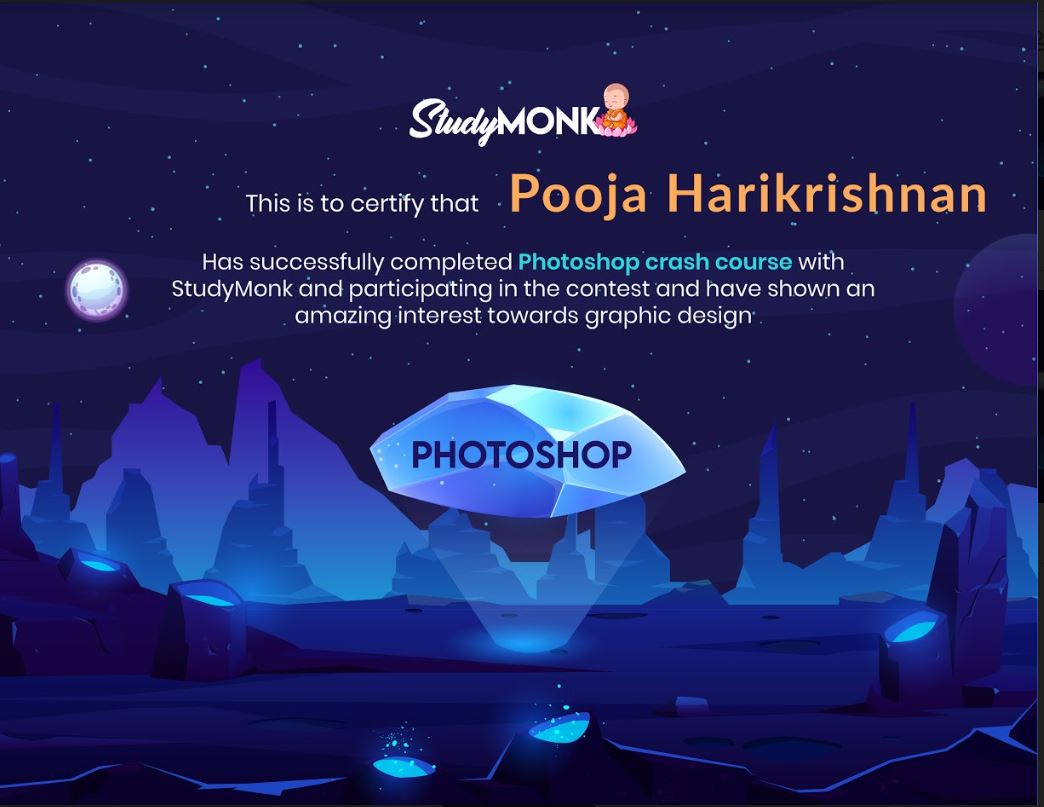 StudyMONK
This is to certify that Pooja Harikrishnan
Has successfully completed Photoshop crash course with
StudyMonk and participating in the contest and have shown an
amazing interest towards graphic design
PHOTOSHOP